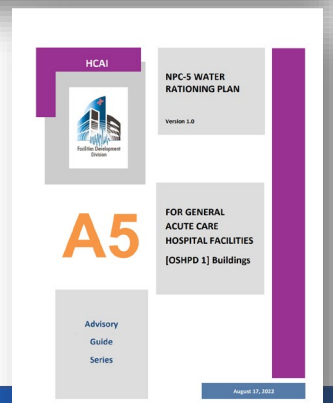 HCAI
Facilities Development
Division
NPC-5 WATER
RATIONING PLAN
Version 1.0
A5
FOR GENERAL
ACUTE CARE
HOSPITAL FACILITIES
[OSHPD 1] Buildings
Advisory
Guide
Series
August 17, 2022